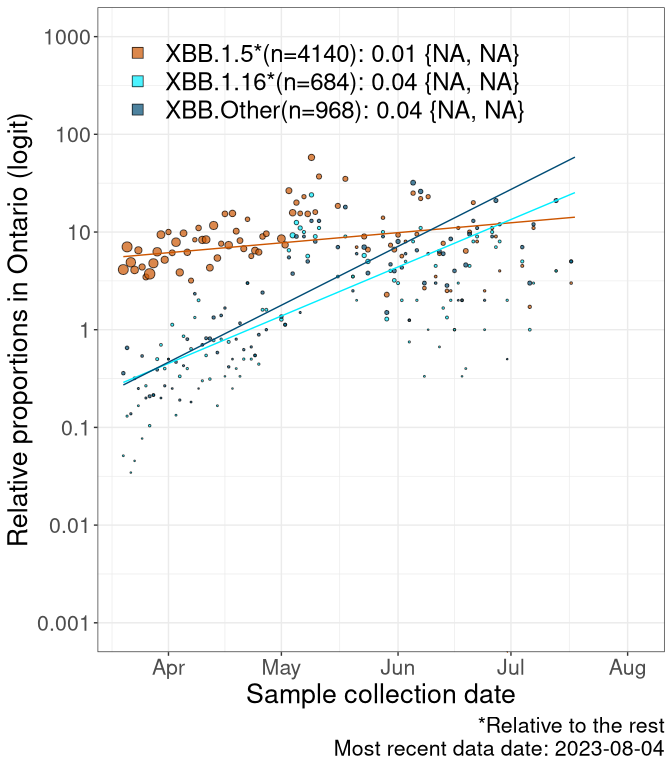 Relative proportions in Ontario (logit)
1000
100
10
1
0.1
0.01
0.001
XBB.1.5*(n=4140): 0.01 {NA, NA}
XBB.1.16*(n=684): 0.04 {NA, NA}
XBB.Other(n=968): 0.04 {NA, NA}
Apr May Jun Jul Aug
Sample collection date
*Relative to the rest
Most recent data date: 2023-08-04